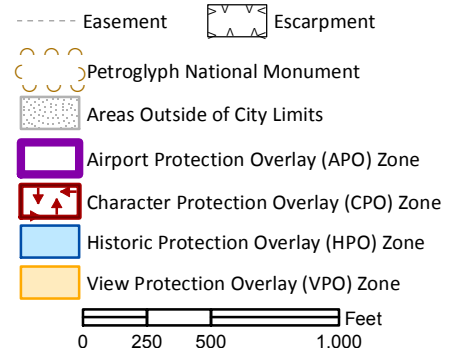 Easement Escarpment
Petroglyph National Monument
Areas Outside of City Limits
Airport Protection Overlay (APO) Zone
Character Protection Overlay (CPO) Zone
Historic Protection Overlay (HPO) Zone
View Protection Overlay (VPO) Zone
Feet
0 250 500 1,000